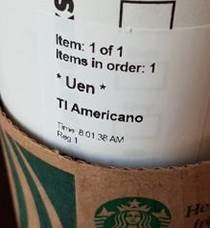 Item: 1 of 1
Items in order: 1
* Uen *
TI Americano
Time: 8:01:38 AM
Reg: 1